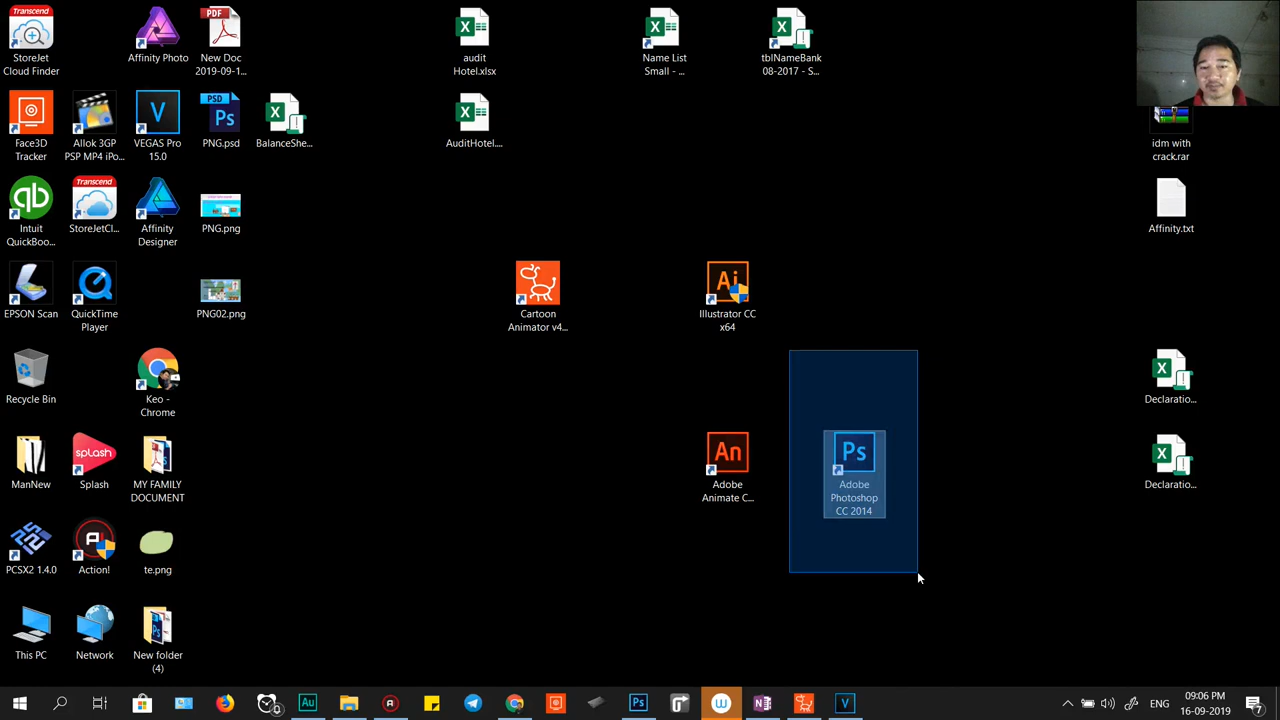 StoreJet
Cloud Finder
Affinity Photo
PDF
New Doc
2019-09-1...
audit
Hotel.xlsx
Name List
Small - ...
tblNameBank
08-2017 - S...
Face3D
Tracker
Allok 3GP
PSP MP4 iPo...
V
VEGAS Pro
15.0
PSD
Ps
PNG.psd
BalanceShe...
AuditHotel....
idm with
crack.rar
qb
Intuit
QuickBoo...
Transcend
StoreJetCl...
Affinity
Designer
PNG.png
Affinity.txt
EPSON Scan
QuickTime
Player
PNG02.png
Cartoon
Animator v4...
Ai
Illustrator CC
x64
Recycle Bin
Keo -
Chrome
Declaratio...
ManNew
splash
Splash
MY FAMILY
DOCUMENT
An
Adobe
Animate C...
Ps
Adobe
Photoshop
CC 2014
Declaratio...
PCSX2 1.4.0
Action!
te.png
This PC
Network
New folder
(4)
Au
Ps
V
ENG
09:06 PM
16-09-2019
7